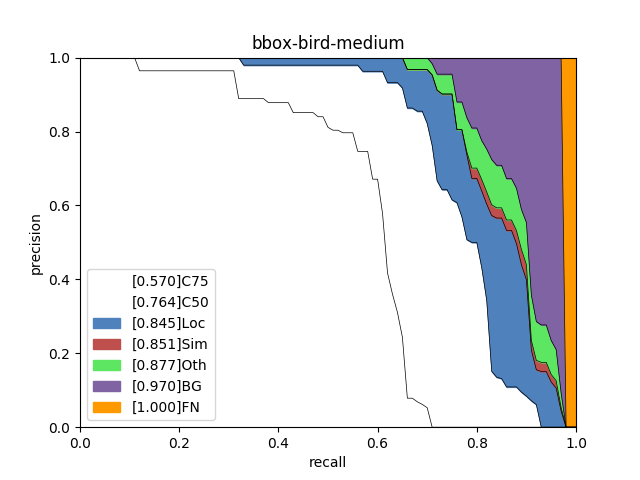 bbox-bird-medium
1.0
0.8
0.6
0.4
0.2
0.0
precision
[0.570]C75
[0.764]C50
[0.845]Loc
[0.851]Sim
[0.877]Oth
[0.970]BG
[1.000]FN
0.0 0.2 0.4 0.6 0.8 1.0
recall